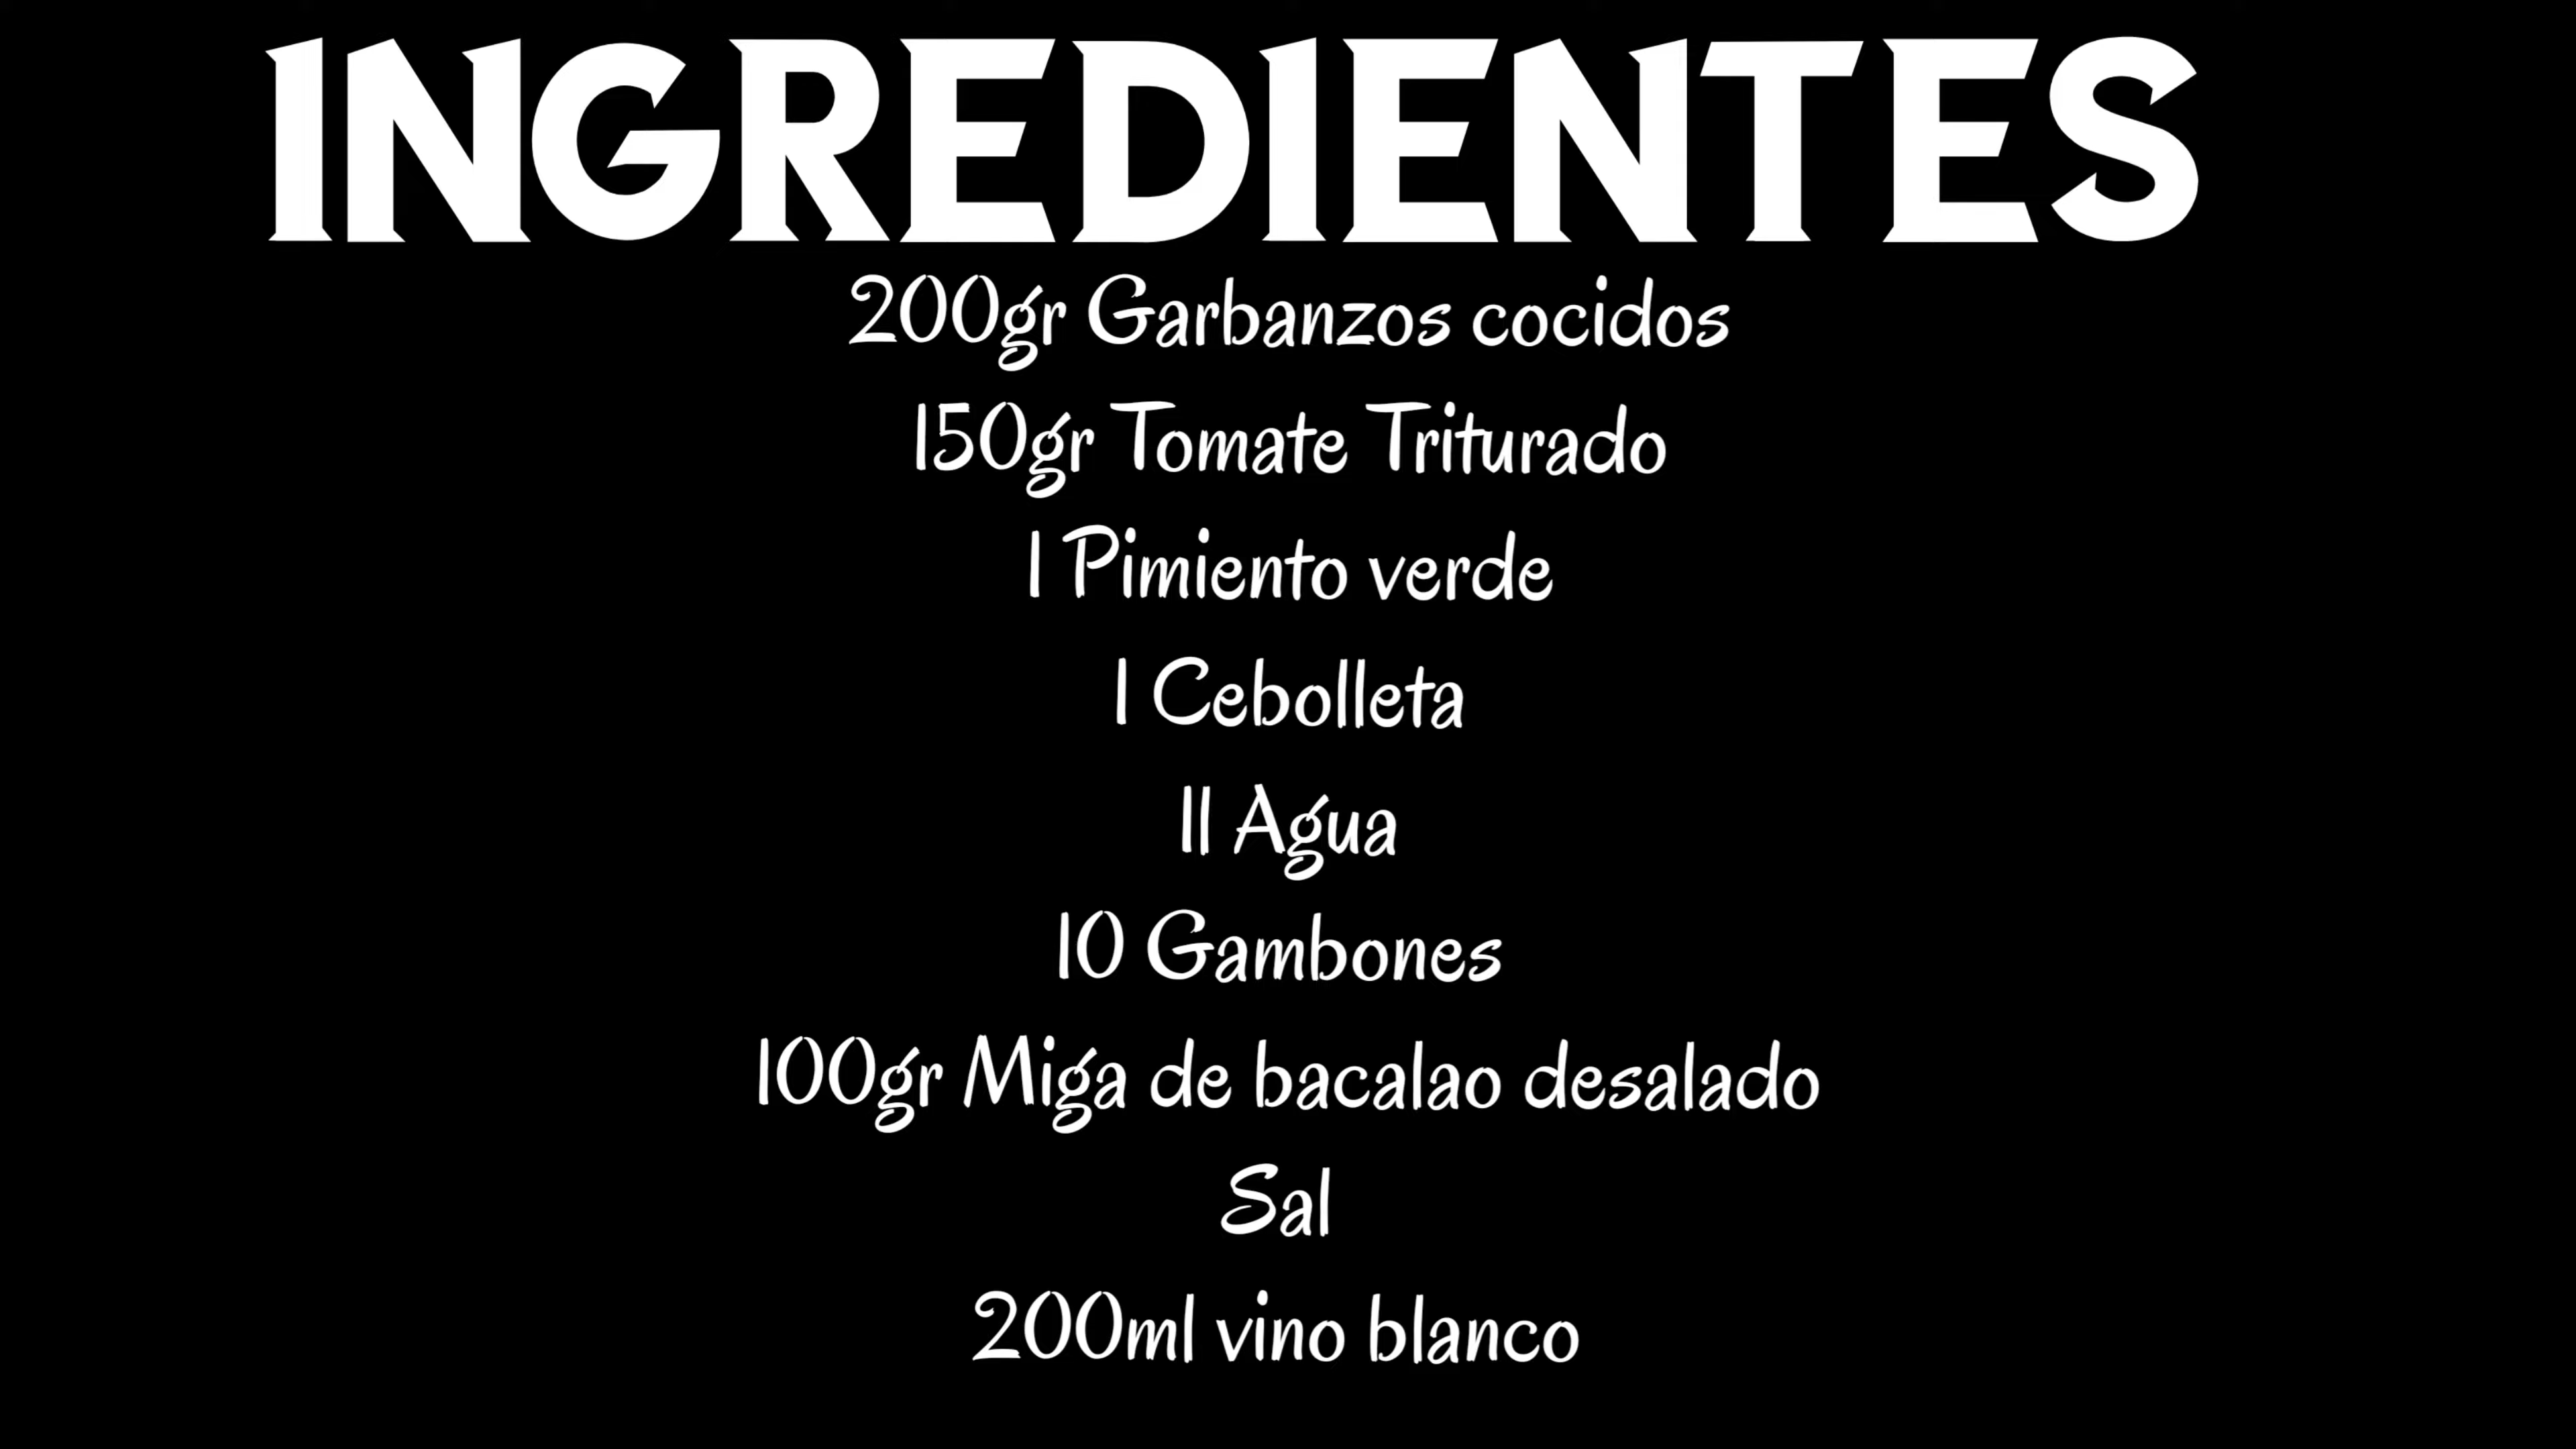 INGREDIENTES
200gr Garbanzos cocidos
150gr Tomate Triturado
1 Pimiento verde
1 Cebolleta
1l Agua
10 Gambones
100gr Miga de bacalao desalado
Sal
200ml vino blanco